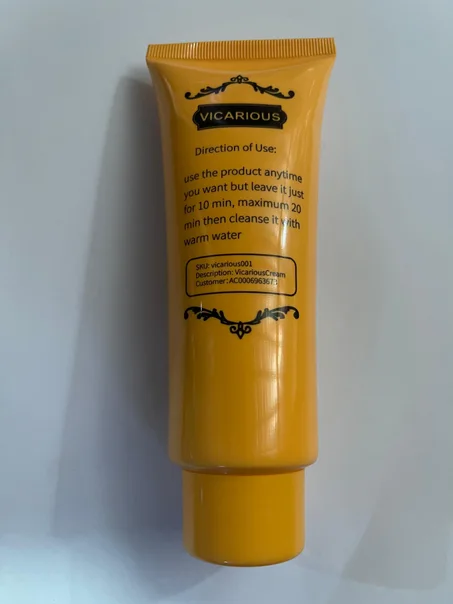 VICARIOUS
Direction of Use:
use the product anytime
you want but leave it just
for 10 min, maximum 20
min then cleanse it with
warm water
SKU: vicarious001
Description: VicariousCream
Customer: AC0006963673